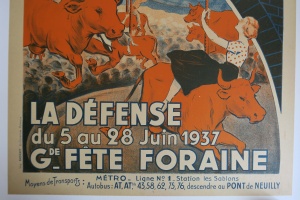 LA DÉFENSE
du 5 au 28 Juin 1937
GDE FÊTE FORAINE
Moyens de Transports : MÉTRO. Ligne No 1. Station les Sablons
Autobus: AT, ATbis 43, 58, 62, 73, 76, descendre au PONT de NEUILLY